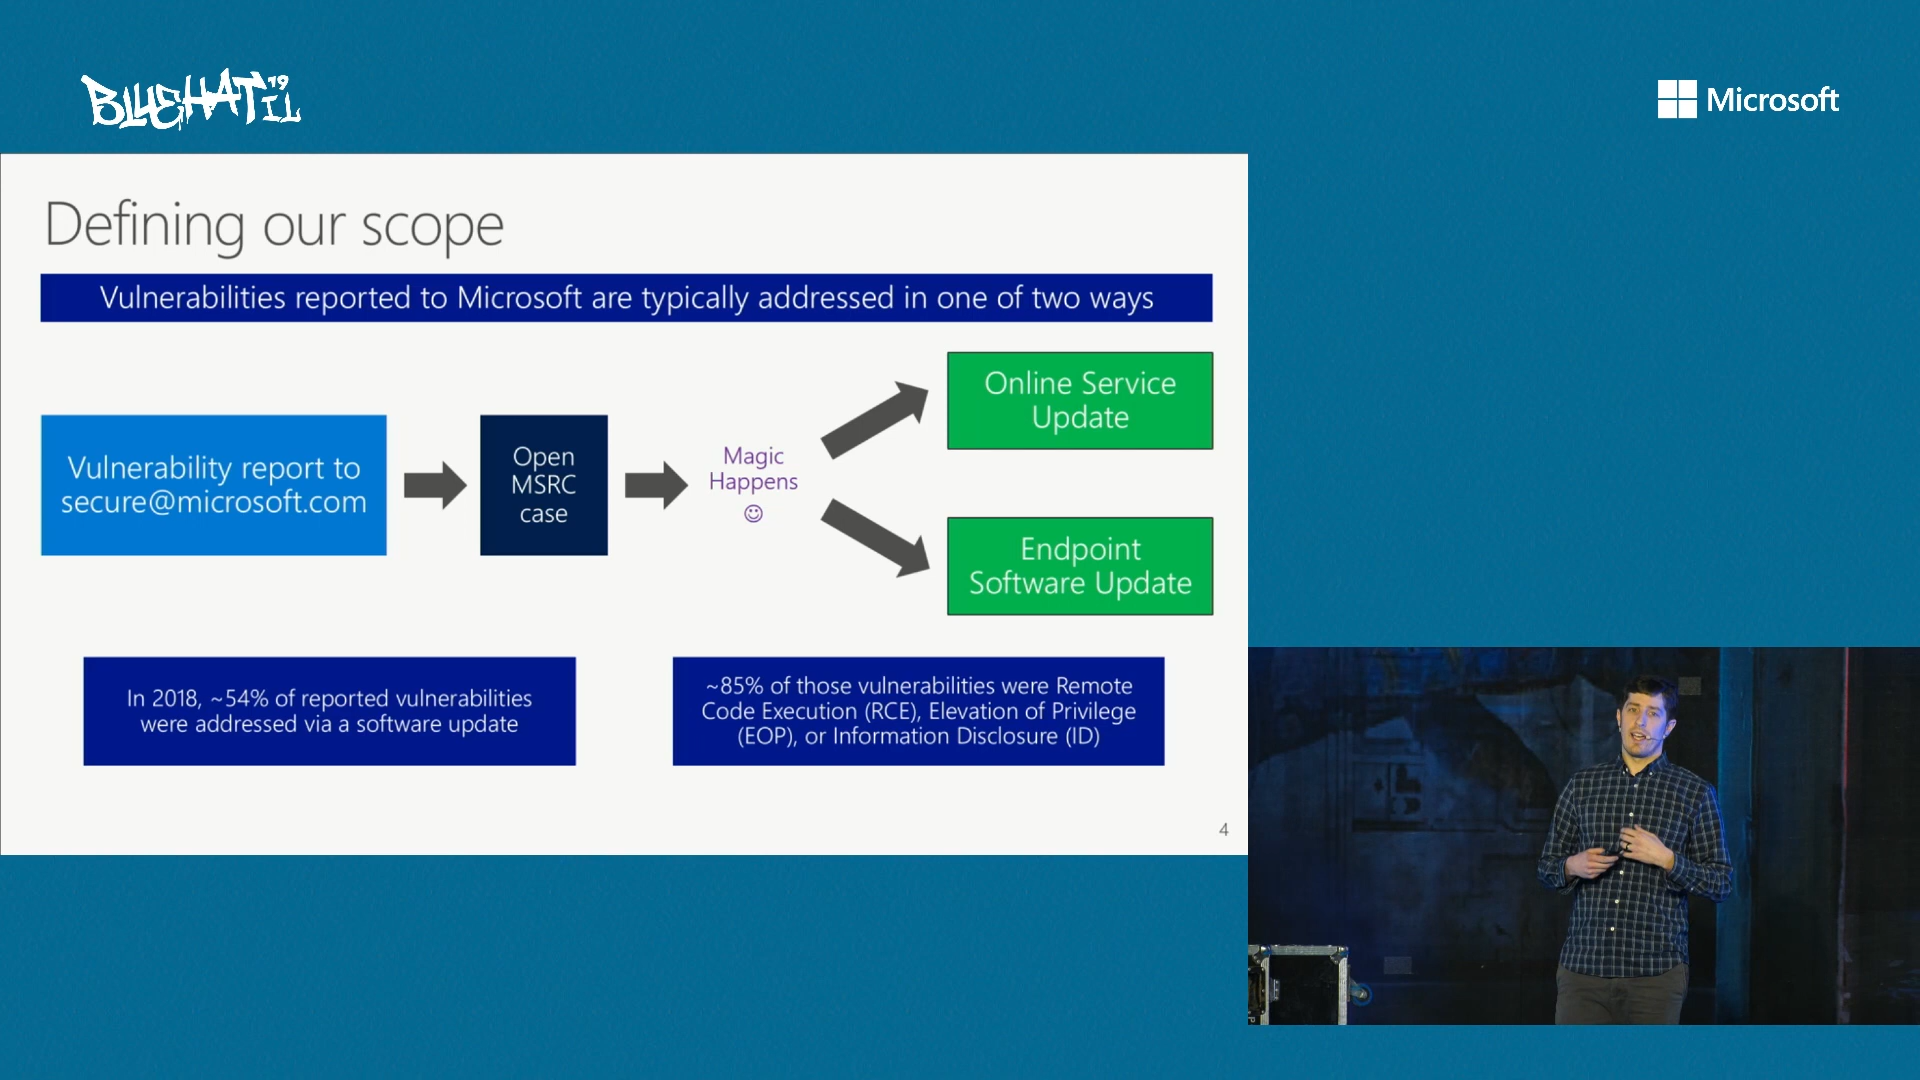 BLUEHAT IL 19
Microsoft
Defining our scope
Vulnerabilities reported to Microsoft are typically addressed in one of two ways
Vulnerability report to
secure@microsoft.com
Open
MSRC
case
Magic
Happens
☺
Online Service
Update
Endpoint
Software Update
In 2018, ~54% of reported vulnerabilities
were addressed via a software update
~85% of those vulnerabilities were Remote
Code Execution (RCE), Elevation of Privilege
(EOP), or Information Disclosure (ID)
4